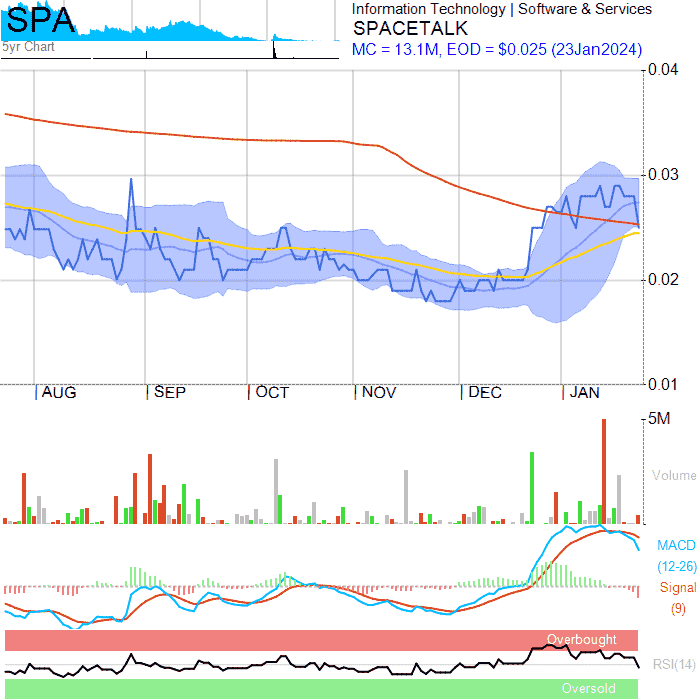 SPA
5yr Chart
Information Technology | Software & Services
SPACETALK
MC = 13.1M, EOD = $0.025 (23Jan2024)
0.04
0.03
0.02
0.01
AUG SEP OCT NOV DEC JAN
5M
Volume
MACD
(12-26)
Signal
(9)
Overbought
RSI(14)
Oversold